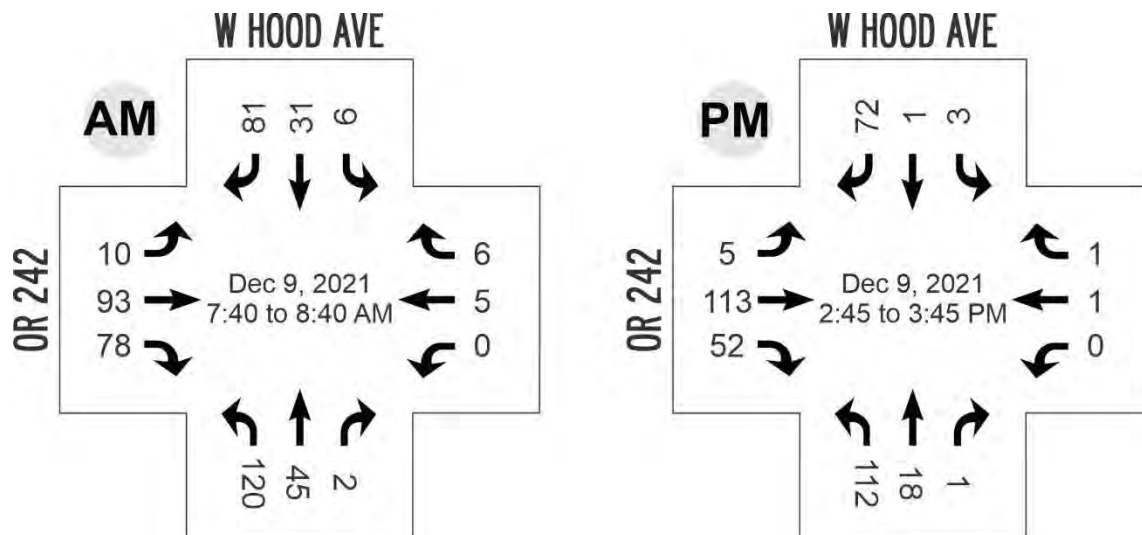 W HOOD AVE
AM
81 31 6
OR 242
10
93
78
Dec 9, 2021
7:40 to 8:40 AM
6
5
0
120 45 2
W HOOD AVE
PM
72 1 3
OR 242
5
113
52
Dec 9, 2021
2:45 to 3:45 PM
1
1
0
112 18 1